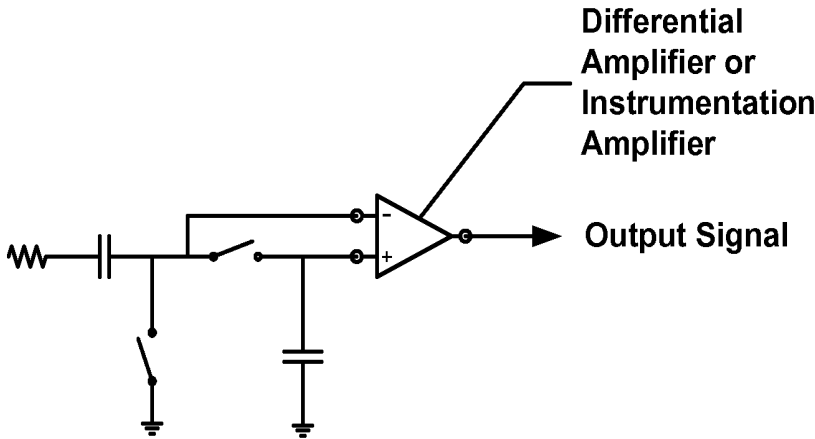 Differential
Amplifier or
Instrumentation
Amplifier
-
+
Output Signal